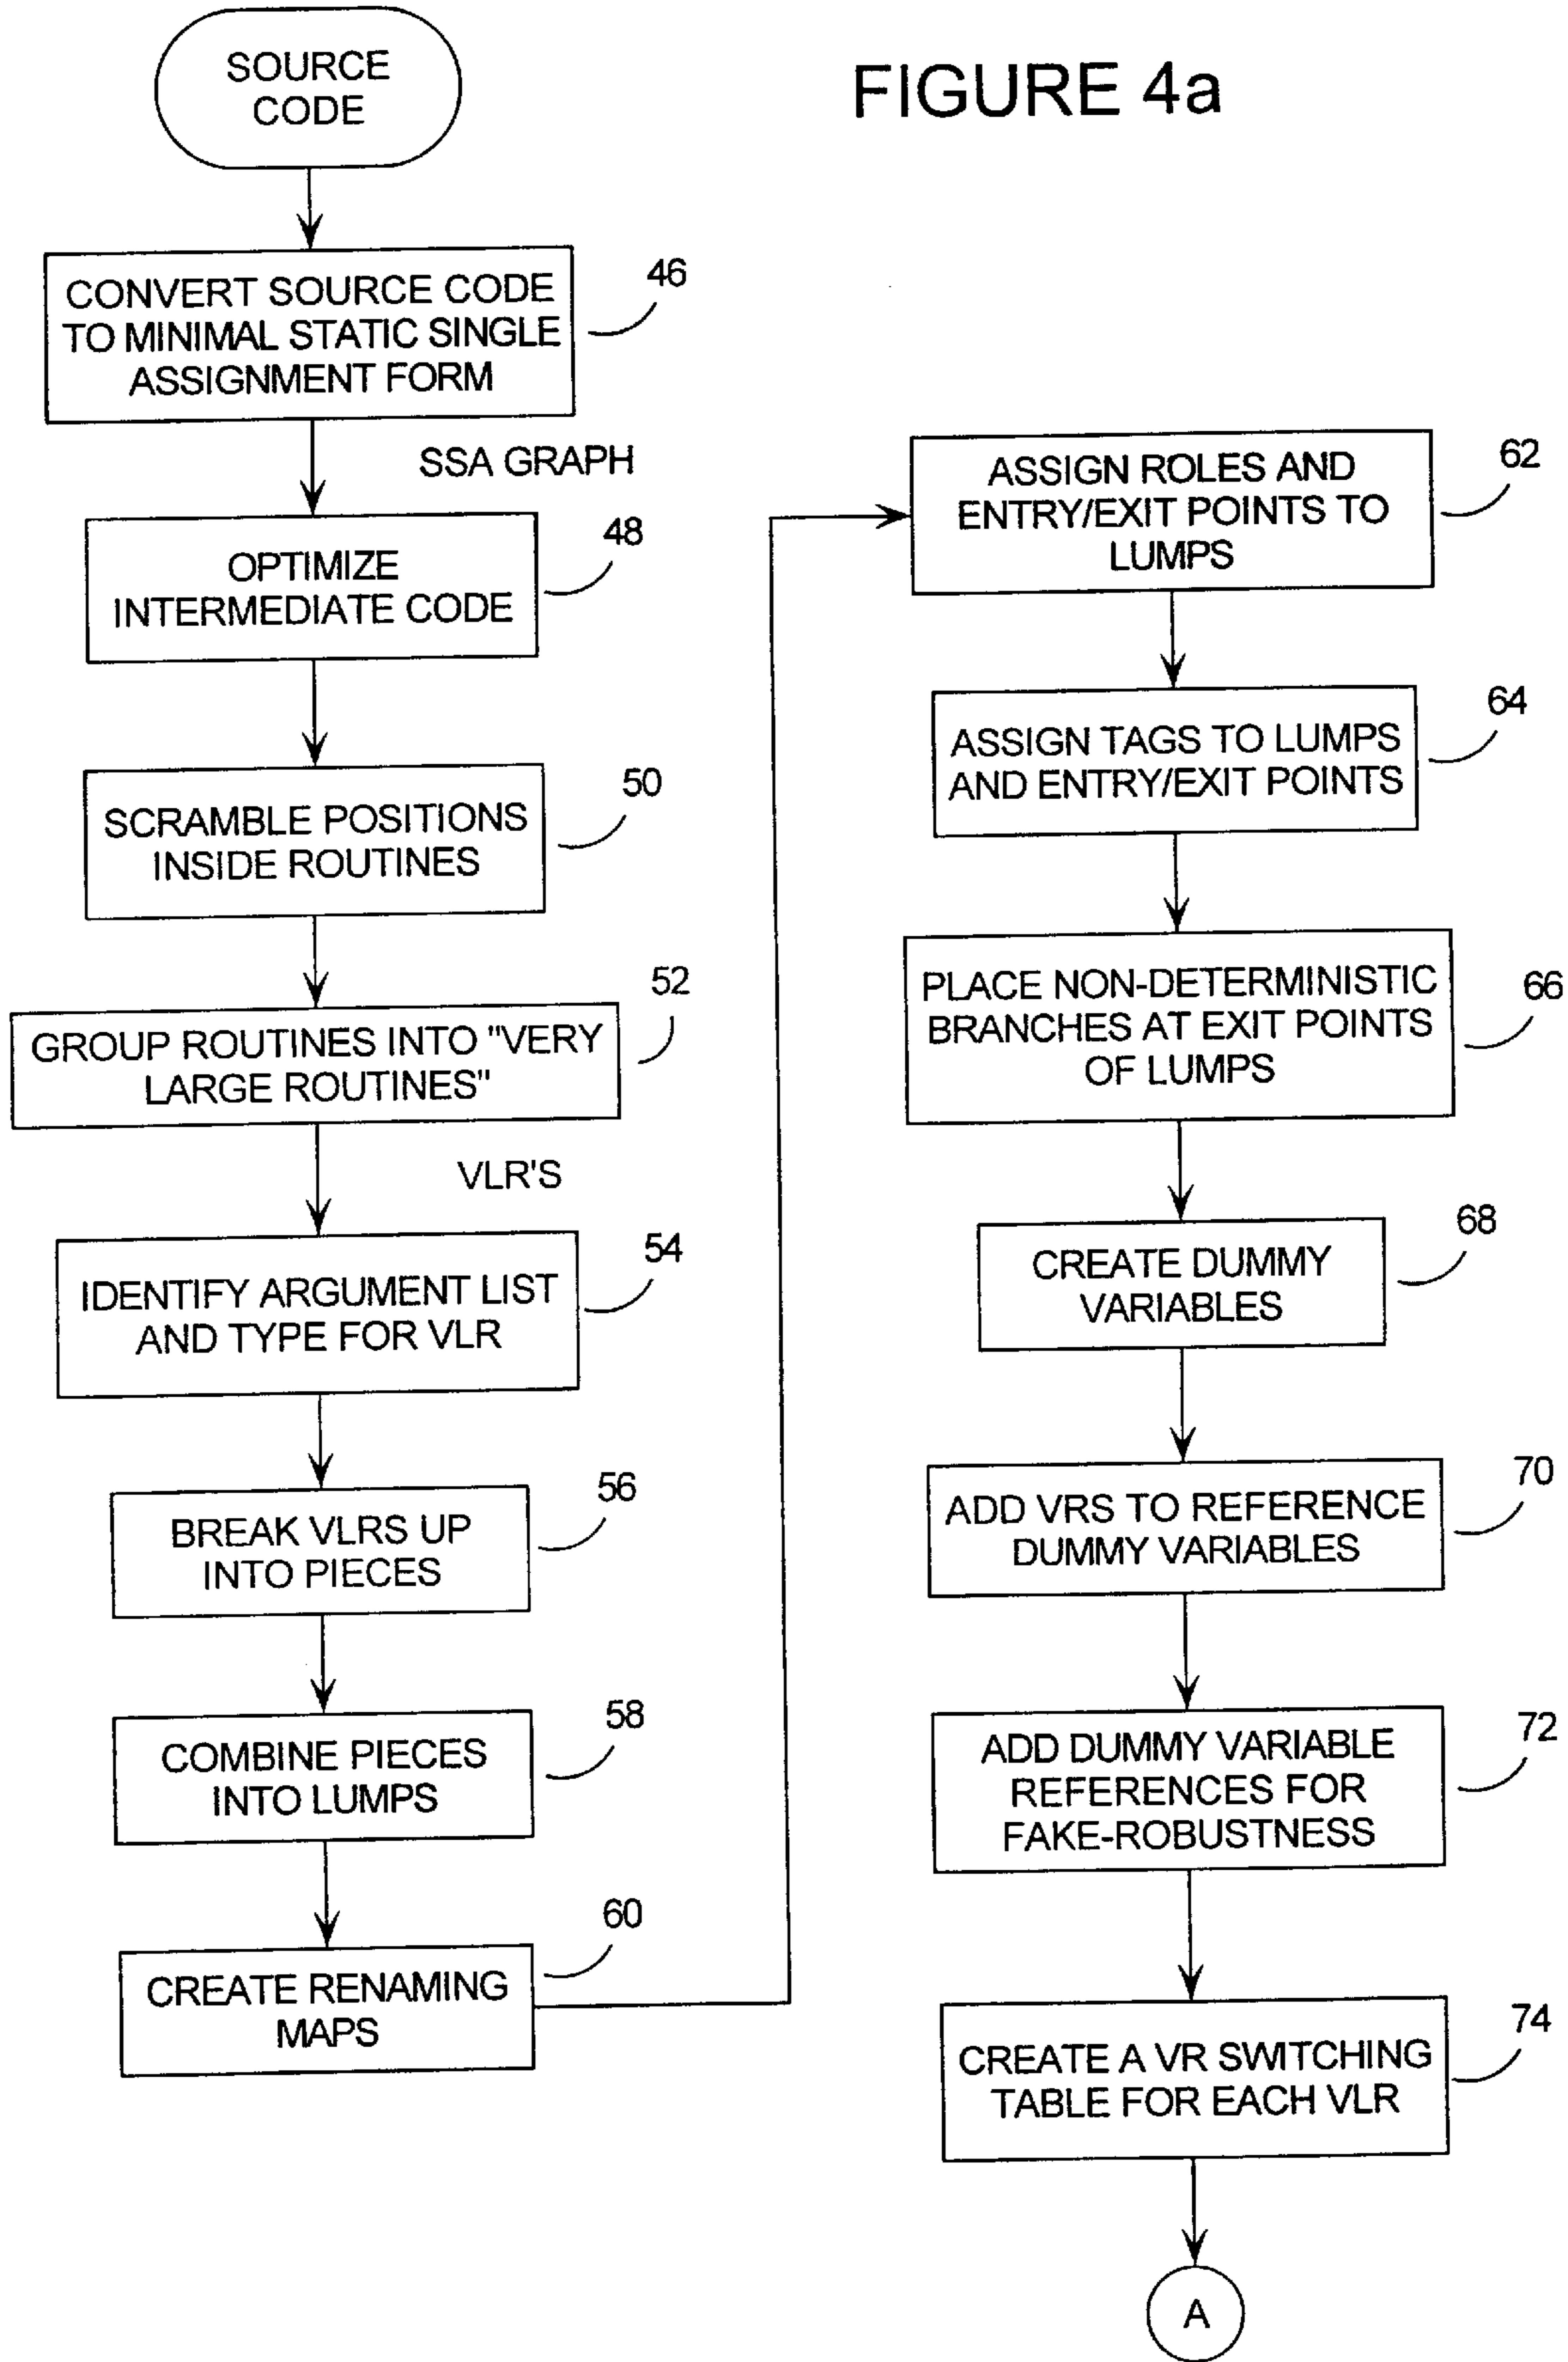 FIGURE 4a
SOURCE
CODE
CONVERT SOURCE CODE
TO MINIMAL STATIC SINGLE
ASSIGNMENT FORM
46
SSA GRAPH
OPTIMIZE
INTERMEDIATE CODE
48
SCRAMBLE POSITIONS
INSIDE ROUTINES
50
GROUP ROUTINES INTO "VERY
LARGE ROUTINES"
52
VLR'S
IDENTIFY ARGUMENT LIST
AND TYPE FOR VLR
54
BREAK VLRS UP
INTO PIECES
56
COMBINE PIECES
INTO LUMPS
58
CREATE RENAMING
MAPS
60
ASSIGN ROLES AND
ENTRY/EXIT POINTS TO
LUMPS
62
ASSIGN TAGS TO LUMPS
AND ENTRY/EXIT POINTS
64
PLACE NON-DETERMINISTIC
BRANCHES AT EXIT POINTS
OF LUMPS
66
CREATE DUMMY
VARIABLES
68
ADD VRS TO REFERENCE
DUMMY VARIABLES
70
ADD DUMMY VARIABLE
REFERENCES FOR
FAKE-ROBUSTNESS
72
CREATE A VR SWITCHING
TABLE FOR EACH VLR
74
A